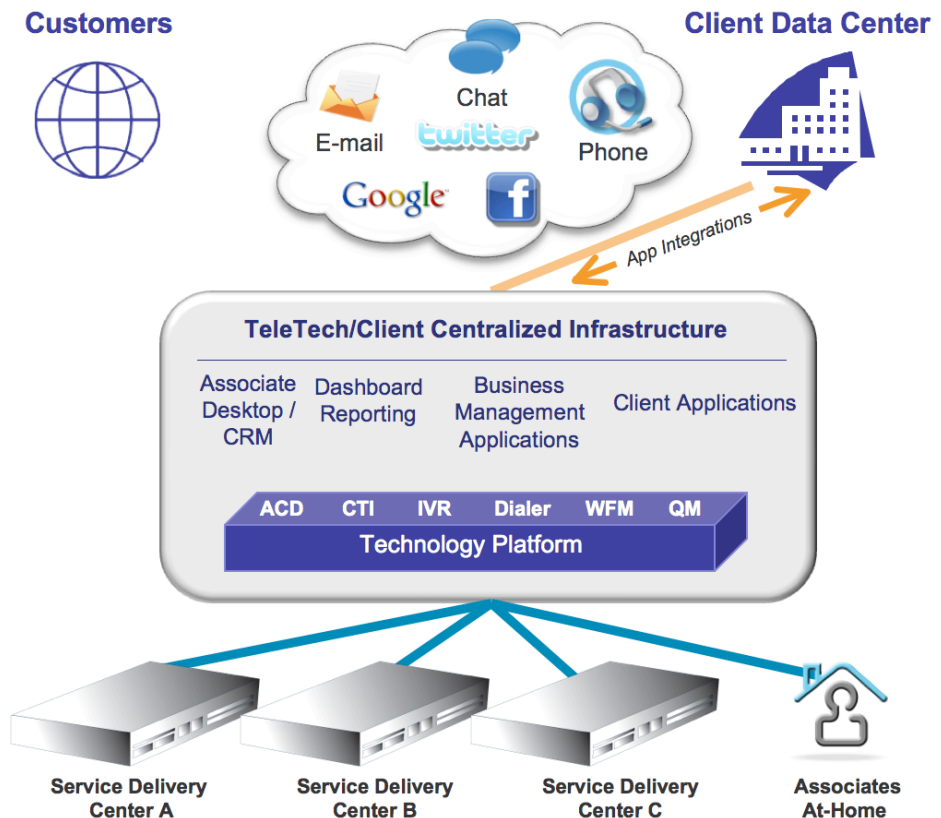 Customers
Client Data Center
Chat
E-mail
twitter
Phone
Google™
f
App Integrations
TeleTech/Client Centralized Infrastructure
Associate
Desktop /
CRM
Dashboard
Reporting
Business
Management
Applications
Client Applications
ACD CTI IVR Dialer WFM QM
Technology Platform
Service Delivery
Center A
Service Delivery
Center B
Service Delivery
Center C
Associates
At-Home